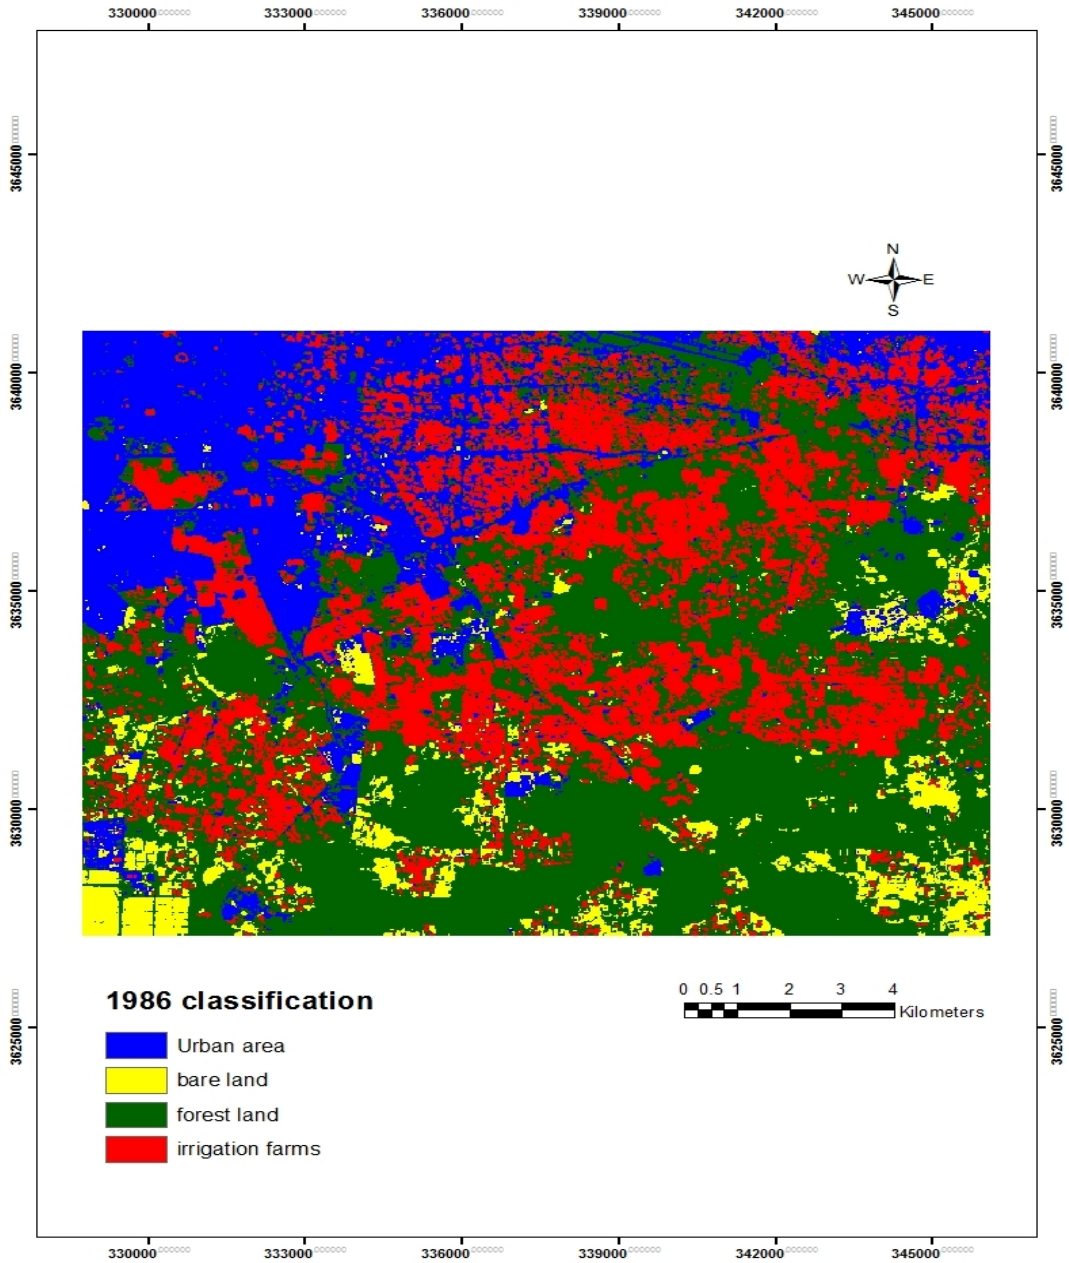 330000 333000 336000 339000 342000 345000
3645000 3645000
N
W E
S
3640000 3640000
3635000 3635000
3630000 3630000
1986 classification
0 0.5 1 2 3 4
Kilometers
3625000 3625000
Urban area
bare land
forest land
irrigation farms
330000 333000 336000 339000 342000 345000